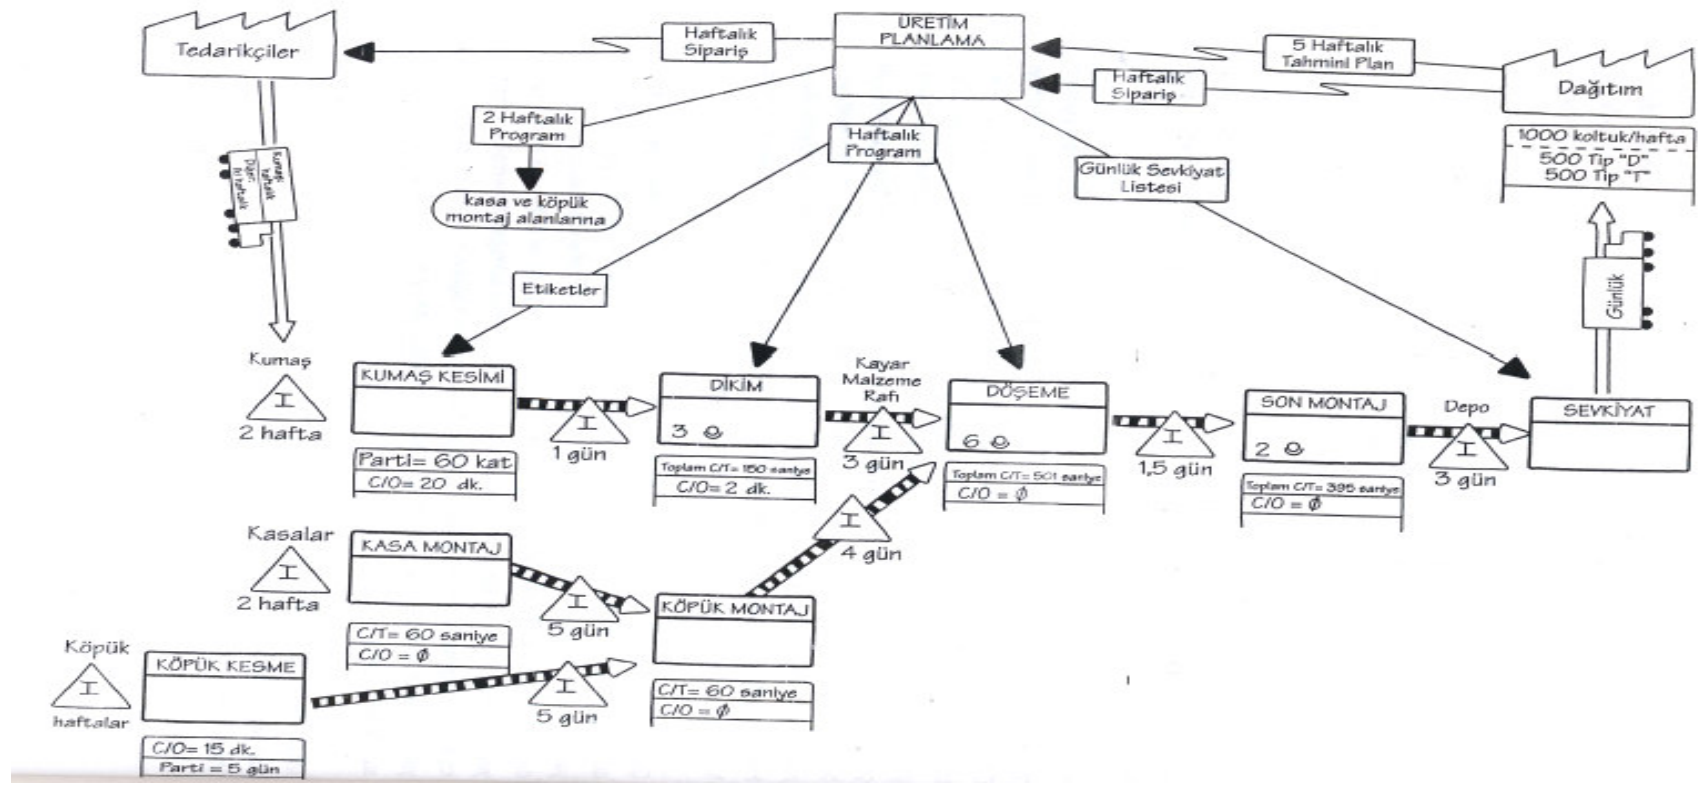 Tedarikçiler
Haftalık
Sipariş
ÜRETİM
PLANLAMA
5 Haftalık
Tahmini Plan
Haftalık
Sipariş
Dağıtım
1000 koltuk/hafta
500 Tip "D"
500 Tip "T"
2 Haftalık
Program
kasa ve köpük
montaj alanlarına
Haftalık
Program
Günlük Sevkiyat
Listesi
Etiketler
Kumaş:
haftalık
Diğer:
iki haftalık
Günlük
Kumaş
I
2 hafta
KUMAŞ KESİMİ
Parti= 60 kat
C/O= 20 dk.
I
1 gün
DİKİM
3
Toplam C/T= 180 saniye
C/O= 2 dk.
Kayar
Malzeme
Rafı
I
3 gün
DÖŞEME
6
Toplam C/T= 501 saniye
C/O = ϕ
I
1,5 gün
SON MONTAJ
2
Toplam C/T= 395 saniye
C/O = ϕ
Depo
I
3 gün
SEVKİYAT
Kasalar
I
2 hafta
KASA MONTAJ
C/T= 60 saniye
C/O = ϕ
I
5 gün
I
4 gün
KÖPÜK MONTAJ
C/T= 60 saniye
C/O = ϕ
Köpük
I
haftalar
KÖPÜK KESME
C/O= 15 dk.
Parti = 5 gün
I
5 gün